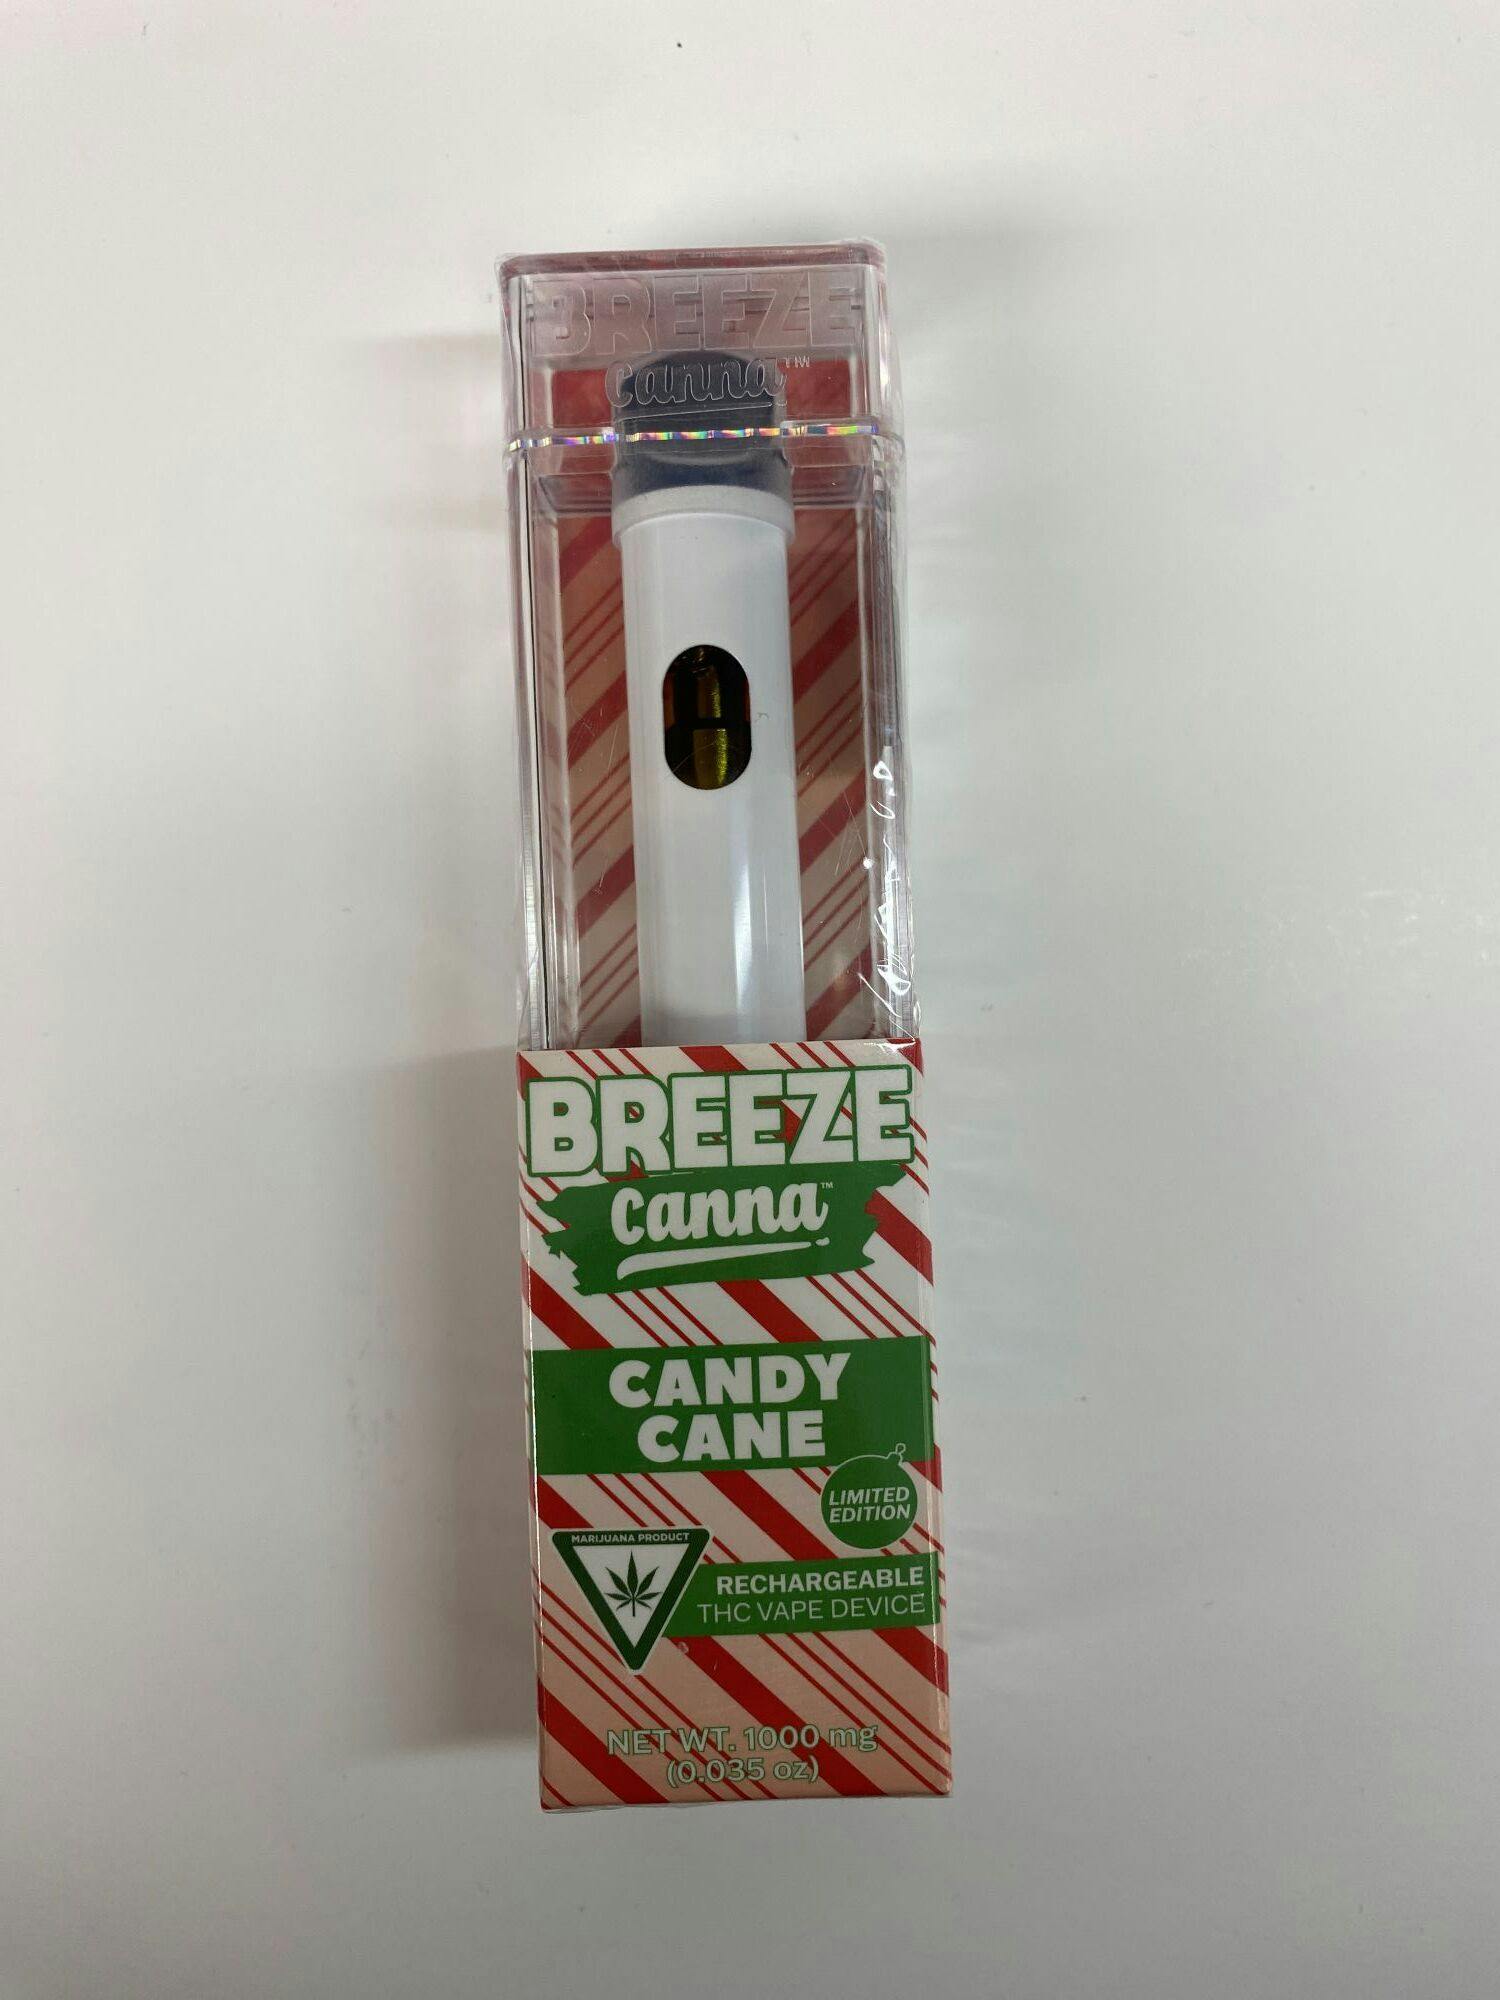 BREEZE
Canna™
BREEZE
Canna™
CANDY
CANE
LIMITED
EDITION
MARIJUANA PRODUCT
RECHARGEABLE
THC VAPE DEVICE
NET WT. 1000 mg
(0.035 oz)